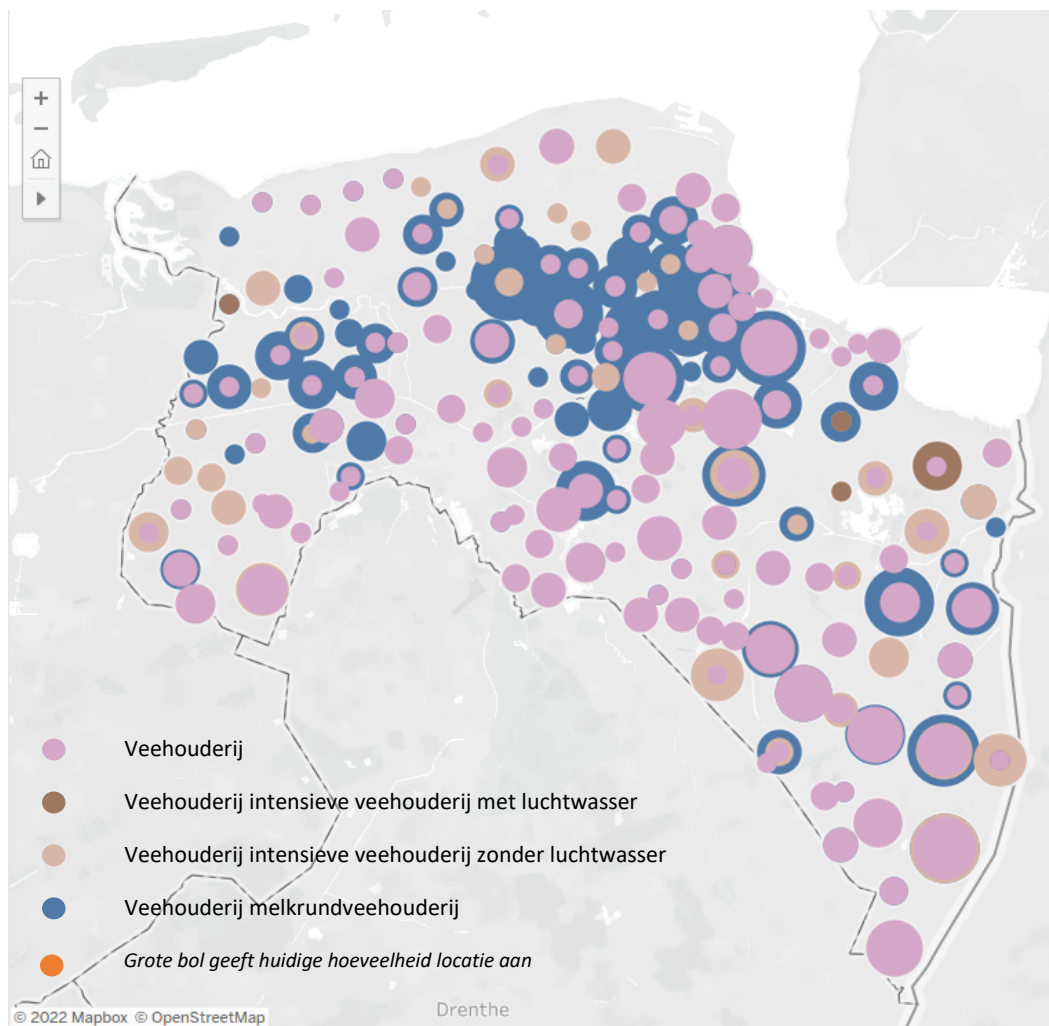 +
−
Veehouderij
Veehouderij intensieve veehouderij met luchtwasser
Veehouderij intensieve veehouderij zonder luchtwasser
Veehouderij melkrundveehouderij
Grote bol geeft huidige hoeveelheid locatie aan
Drenthe
© 2022 Mapbox © OpenStreetMap